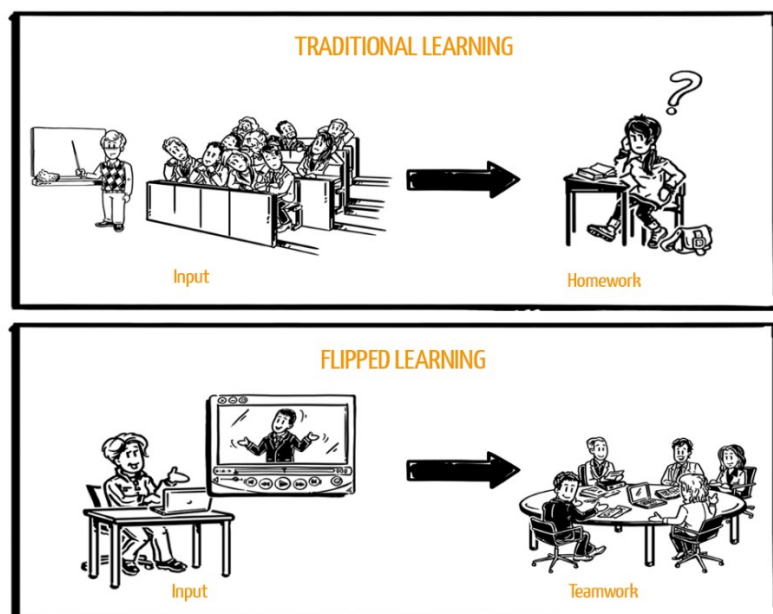 TRADITIONAL LEARNING
?
Input
Homework
FLIPPED LEARNING
Input
Teamwork